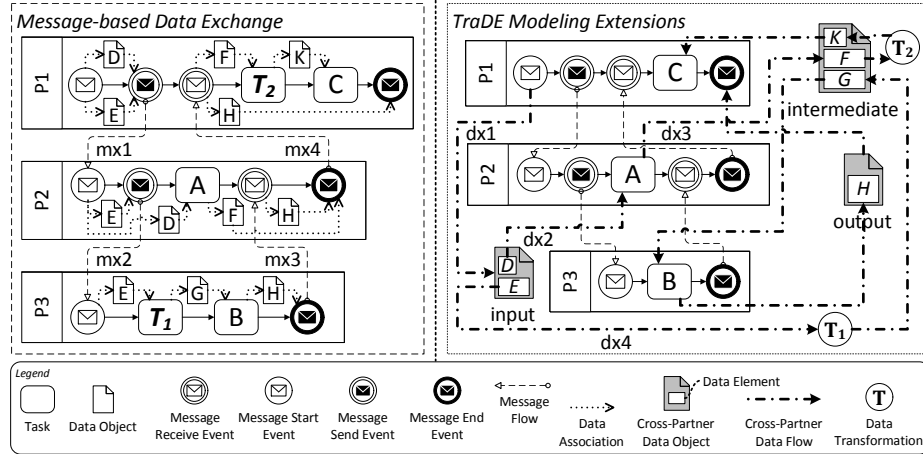 Message-based Data Exchange
P1
D
E
F
H
T2
K
C
mx1
mx4
P2
E
D
A
F
H
mx2
mx3
P3
E
T1
G
B
H
TraDE Modeling Extensions
P1
C
K
F
G
T2
intermediate
dx1
dx3
P2
A
H
output
dx2
D
E
input
P3
B
T1
dx4
Legend
Task
Data Object
Message
Receive Event
Message Start
Event
Message
Send Event
Message End
Event
Message
Flow
Data
Association
Data Element
Cross-Partner
Data Object
Cross-Partner
Data Flow
T
Data
Transformation